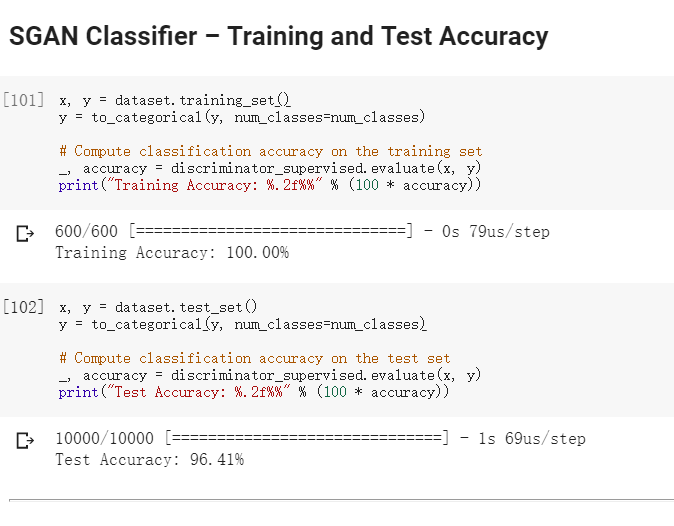 SGAN Classifier – Training and Test Accuracy
[101] x, y = dataset.training_set()
y = to_categorical(y, num_classes=num_classes)
# Compute classification accuracy on the training set
_, accuracy = discriminator_supervised.evaluate(x, y)
print("Training Accuracy: %.2f%%" % (100 * accuracy))
600/600 [==============================] - 0s 79us/step
Training Accuracy: 100.00%
[102] x, y = dataset.test_set()
y = to_categorical(y, num_classes=num_classes)
# Compute classification accuracy on the test set
_, accuracy = discriminator_supervised.evaluate(x, y)
print("Test Accuracy: %.2f%%" % (100 * accuracy))
10000/10000 [==============================] - 1s 69us/step
Test Accuracy: 96.41%